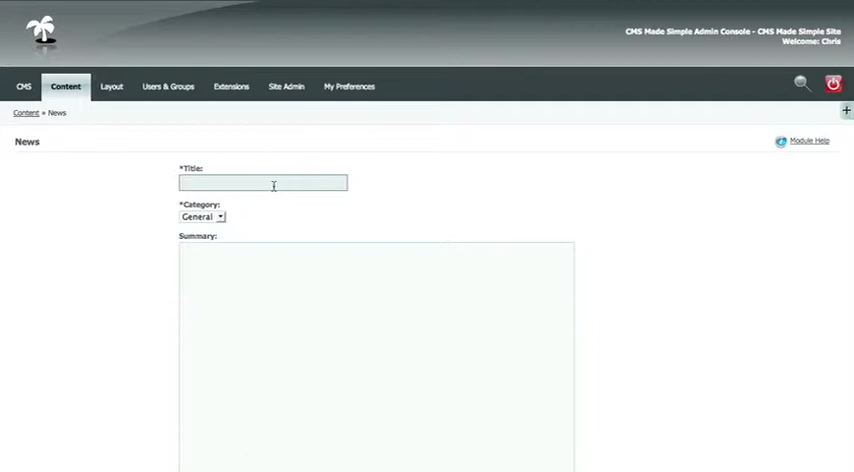 CMS Made Simple Admin Console - CMS Made Simple Site
Welcome: Chris
CMS Content Layout Users & Groups Extensions Site Admin My Preferences
Content » News
+
News
Module Help
*Title:
*Category:
General
Summary: